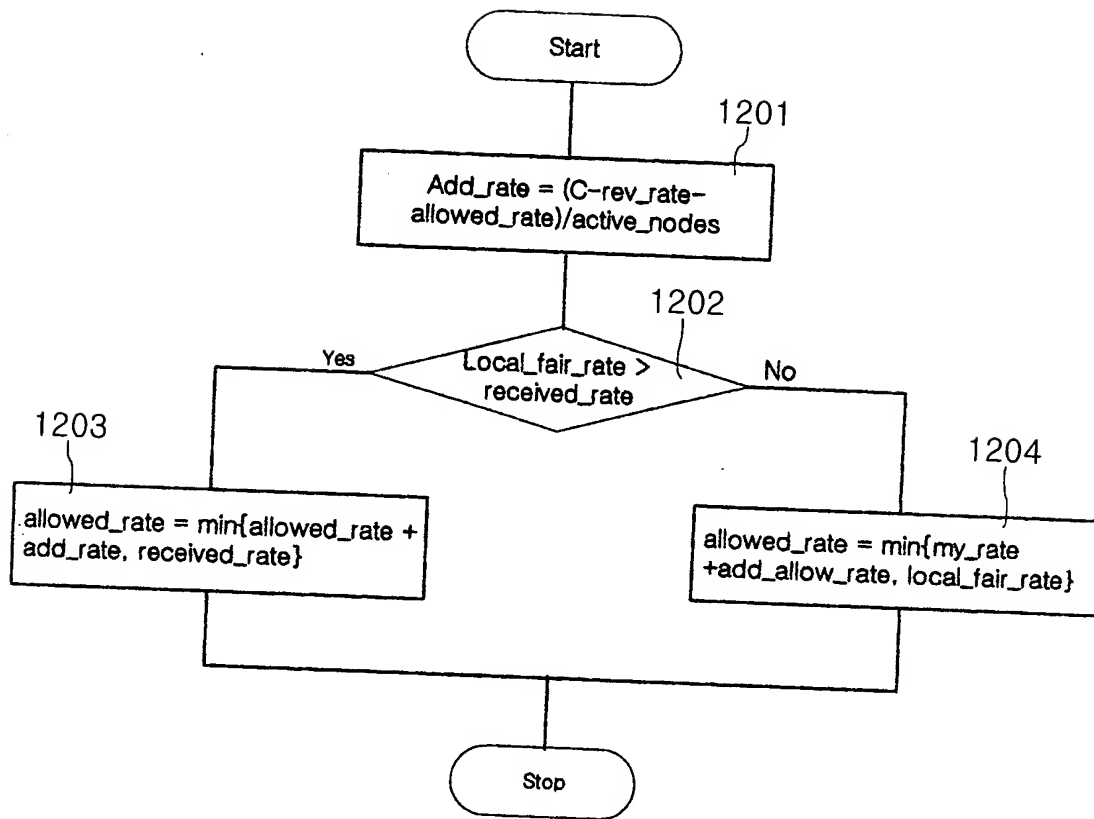 Start
1201
Add_rate = (C-rev_rate-
allowed_rate)/active_nodes
1202
Yes
Local_fair_rate >
received_rate
No
1203
allowed_rate = min{allowed_rate +
add_rate, received_rate}
1204
allowed_rate = min{my_rate
+add_allow_rate, local_fair_rate}
Stop